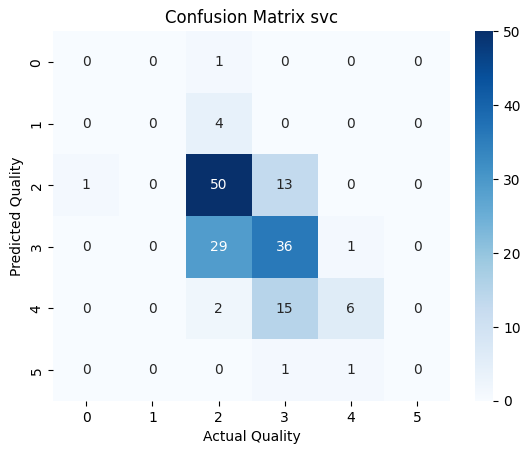 Confusion Matrix svc
Predicted Quality
0 0 0 1 0 0 0
1 0 0 4 0 0 0
2 1 0 50 13 0 0
3 0 0 29 36 1 0
4 0 0 2 15 6 0
5 0 0 0 1 1 0
0 1 2 3 4 5
Actual Quality
50
40
30
20
10
0